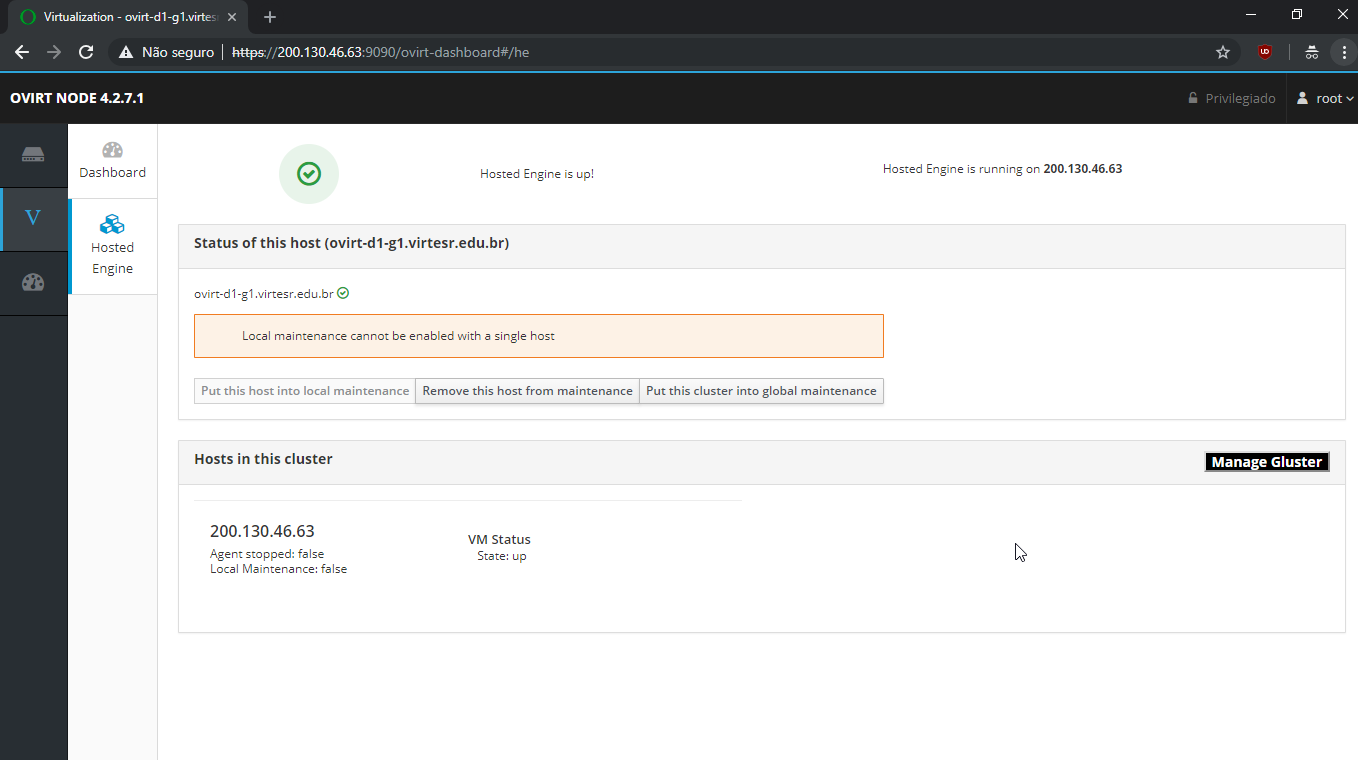 Virtualization - ovirt-d1-g1.virtes
Não seguro
https://200.130.46.63:9090/ovirt-dashboard#/he
OVIRT NODE 4.2.7.1
Privilegiado
root
V
Dashboard
Hosted
Engine
Hosted Engine is up!
Hosted Engine is running on 200.130.46.63
Status of this host (ovirt-d1-g1.virtesr.edu.br)
ovirt-d1-g1.virtesr.edu.br
Local maintenance cannot be enabled with a single host
Put this host into local maintenance
Remove this host from maintenance
Put this cluster into global maintenance
Hosts in this cluster
Manage Gluster
200.130.46.63
Agent stopped: false
Local Maintenance: false
VM Status
State: up